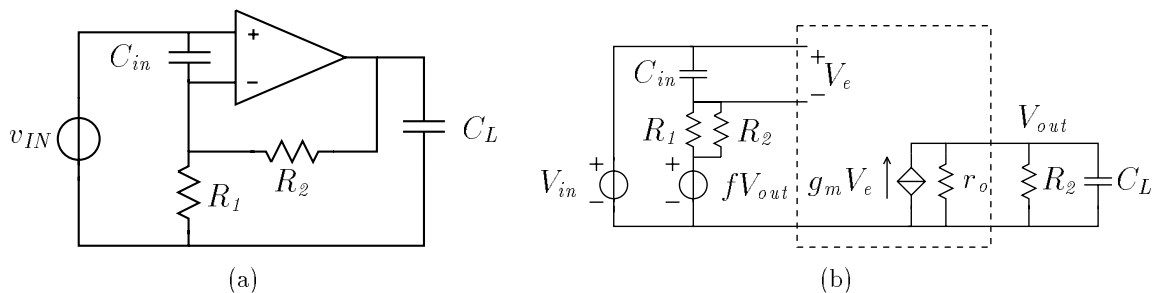 C_in
+
−
v_IN
R_1
R_2
C_L
(a)
C_in
+
V_e
−
R_1
R_2
V_in
+
−
+
−
fV_out
g_mV_e
r_o
V_out
R_2
C_L
(b)